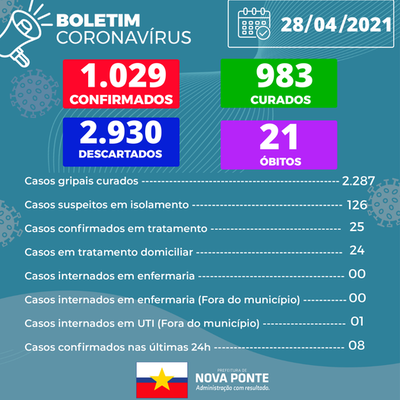 BOLETIM
CORONAVÍRUS
28/04/2021
1.029
CONFIRMADOS
983
CURADOS
2.930
DESCARTADOS
21
ÓBITOS
Casos gripais curados ---------------------------------------- 2.287
Casos suspeitos em isolamento ------------------------------ 126
Casos confirmados em tratamento -------------------------- 25
Casos em tratamento domiciliar ----------------------------- 24
Casos internados em enfermaria ---------------------------- 00
Casos internados em enfermaria (Fora do município) ----------- 00
Casos internados em UTI (Fora do município) ----------------- 01
Casos confirmados nas últimas 24h -------------------------- 08
PREFEITURA DE
NOVA PONTE
Administração com resultado.